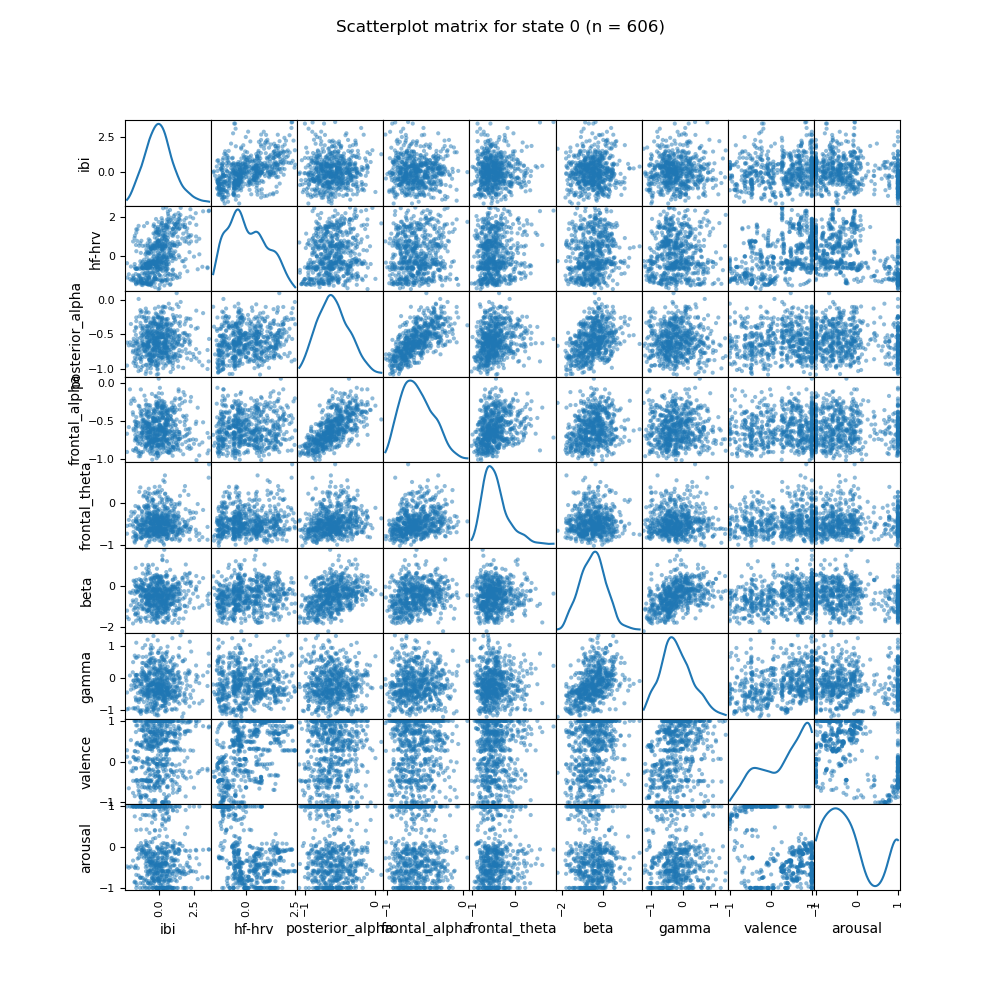 Scatterplot matrix for state 0 (n = 606)
2.5
0.0
ibi
2
0
hf-hrv
0.0
−0.5
−1.0
posterior_alpha
0.0
−0.5
−1.0
frontal_alpha
0
−1
frontal_theta
0
−2
beta
1
0
−1
gamma
1
0
−1
valence
1
0
−1
arousal
0.0 2.5 0.0 2.5 −1 0 −1 0 −1 0 −2 0 −1 0 1 −1 0 1 −1 0 1
ibi hf-hrv posterior_alpha frontal_alpha frontal_theta beta gamma valence arousal